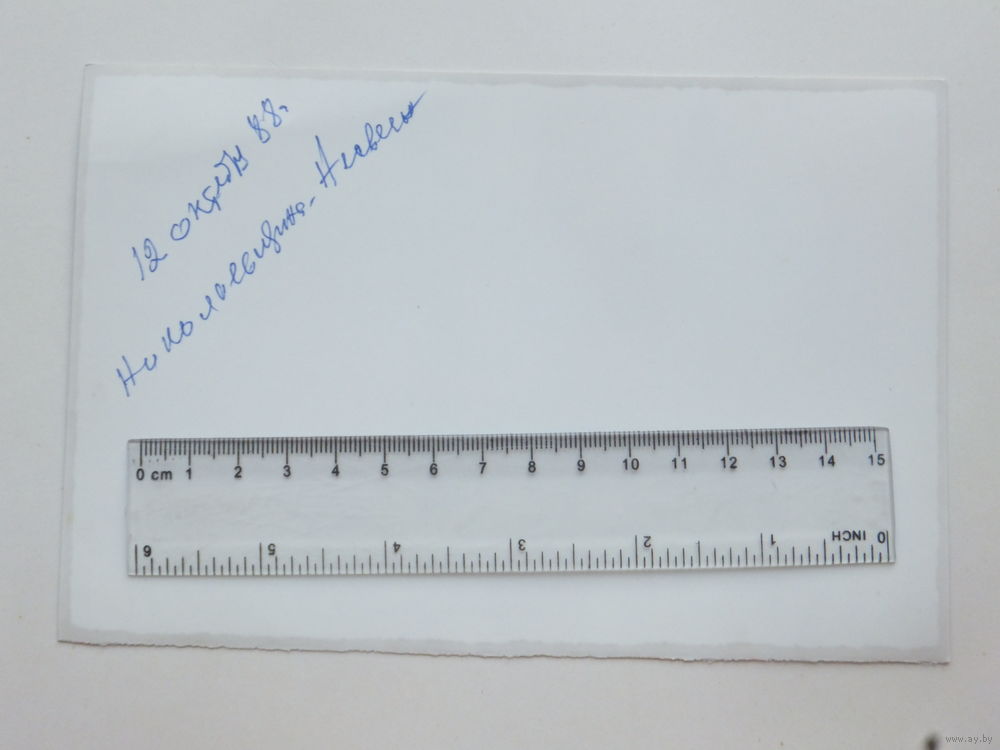 12 октября 88г.
Николаевщина -
0 cm 1 2 3 4 5 6 7 8 9 10 11 12 13 14 15
6 5 4 3 2 1 INCH 0
www.ay.by